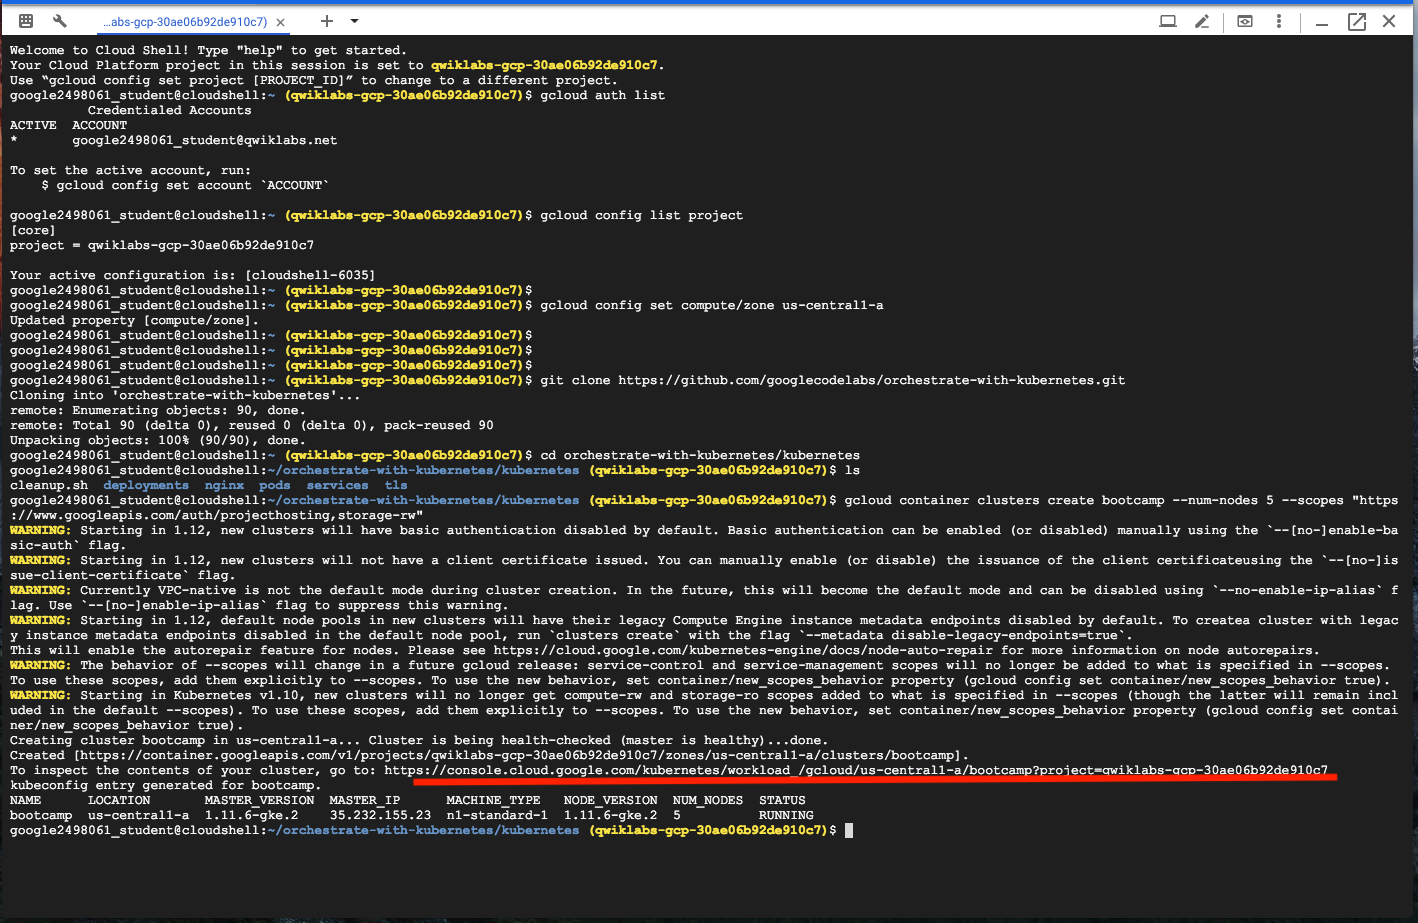 ...abs-gcp-30ae06b92de910c7)
Welcome to Cloud Shell! Type "help" to get started.
Your Cloud Platform project in this session is set to qwiklabs-gcp-30ae06b92de910c7.
Use “gcloud config set project [PROJECT_ID]” to change to a different project.
google2498061_student@cloudshell:~ (qwiklabs-gcp-30ae06b92de910c7)$ gcloud auth list
Credentialed Accounts
ACTIVE  ACCOUNT
*       google2498061_student@qwiklabs.net
To set the active account, run:
$ gcloud config set account `ACCOUNT`
google2498061_student@cloudshell:~ (qwiklabs-gcp-30ae06b92de910c7)$ gcloud config list project
[core]
project = qwiklabs-gcp-30ae06b92de910c7
Your active configuration is: [cloudshell-6035]
google2498061_student@cloudshell:~ (qwiklabs-gcp-30ae06b92de910c7)$
google2498061_student@cloudshell:~ (qwiklabs-gcp-30ae06b92de910c7)$ gcloud config set compute/zone us-central1-a
Updated property [compute/zone].
google2498061_student@cloudshell:~ (qwiklabs-gcp-30ae06b92de910c7)$
google2498061_student@cloudshell:~ (qwiklabs-gcp-30ae06b92de910c7)$
google2498061_student@cloudshell:~ (qwiklabs-gcp-30ae06b92de910c7)$
google2498061_student@cloudshell:~ (qwiklabs-gcp-30ae06b92de910c7)$ git clone https://github.com/googlecodelabs/orchestrate-with-kubernetes.git
Cloning into 'orchestrate-with-kubernetes'...
remote: Enumerating objects: 90, done.
remote: Total 90 (delta 0), reused 0 (delta 0), pack-reused 90
Unpacking objects: 100% (90/90), done.
google2498061_student@cloudshell:~ (qwiklabs-gcp-30ae06b92de910c7)$ cd orchestrate-with-kubernetes/kubernetes
google2498061_student@cloudshell:~/orchestrate-with-kubernetes/kubernetes (qwiklabs-gcp-30ae06b92de910c7)$ ls
cleanup.sh  deployments  nginx  pods  services  tls
google2498061_student@cloudshell:~/orchestrate-with-kubernetes/kubernetes (qwiklabs-gcp-30ae06b92de910c7)$ gcloud container clusters create bootcamp --num-nodes 5 --scopes "https
://www.googleapis.com/auth/projecthosting,storage-rw"
WARNING: Starting in 1.12, new clusters will have basic authentication disabled by default. Basic authentication can be enabled (or disabled) manually using the `--[no-]enable-ba
sic-auth` flag.
WARNING: Starting in 1.12, new clusters will not have a client certificate issued. You can manually enable (or disable) the issuance of the client certificateusing the `--[no-]is
sue-client-certificate` flag.
WARNING: Currently VPC-native is not the default mode during cluster creation. In the future, this will become the default mode and can be disabled using `--no-enable-ip-alias` f
lag. Use `--[no-]enable-ip-alias` flag to suppress this warning.
WARNING: Starting in 1.12, default node pools in new clusters will have their legacy Compute Engine instance metadata endpoints disabled by default. To createa cluster with legac
y instance metadata endpoints disabled in the default node pool, run `clusters create` with the flag `--metadata disable-legacy-endpoints=true`.
This will enable the autorepair feature for nodes. Please see https://cloud.google.com/kubernetes-engine/docs/node-auto-repair for more information on node autorepairs.
WARNING: The behavior of --scopes will change in a future gcloud release: service-control and service-management scopes will no longer be added to what is specified in --scopes.
To use these scopes, add them explicitly to --scopes. To use the new behavior, set container/new_scopes_behavior property (gcloud config set container/new_scopes_behavior true).
WARNING: Starting in Kubernetes v1.10, new clusters will no longer get compute-rw and storage-ro scopes added to what is specified in --scopes (though the latter will remain incl
uded in the default --scopes). To use these scopes, add them explicitly to --scopes. To use the new behavior, set container/new_scopes_behavior property (gcloud config set contai
ner/new_scopes_behavior true).
Creating cluster bootcamp in us-central1-a... Cluster is being health-checked (master is healthy)...done.
Created [https://container.googleapis.com/v1/projects/qwiklabs-gcp-30ae06b92de910c7/zones/us-central1-a/clusters/bootcamp].
To inspect the contents of your cluster, go to: https://console.cloud.google.com/kubernetes/workload_/gcloud/us-central1-a/bootcamp?project=qwiklabs-gcp-30ae06b92de910c7
kubeconfig entry generated for bootcamp.
NAME      LOCATION       MASTER_VERSION  MASTER_IP      MACHINE_TYPE   NODE_VERSION  NUM_NODES  STATUS
bootcamp  us-central1-a  1.11.6-gke.2    35.232.155.23  n1-standard-1  1.11.6-gke.2  5          RUNNING
google2498061_student@cloudshell:~/orchestrate-with-kubernetes/kubernetes (qwiklabs-gcp-30ae06b92de910c7)$